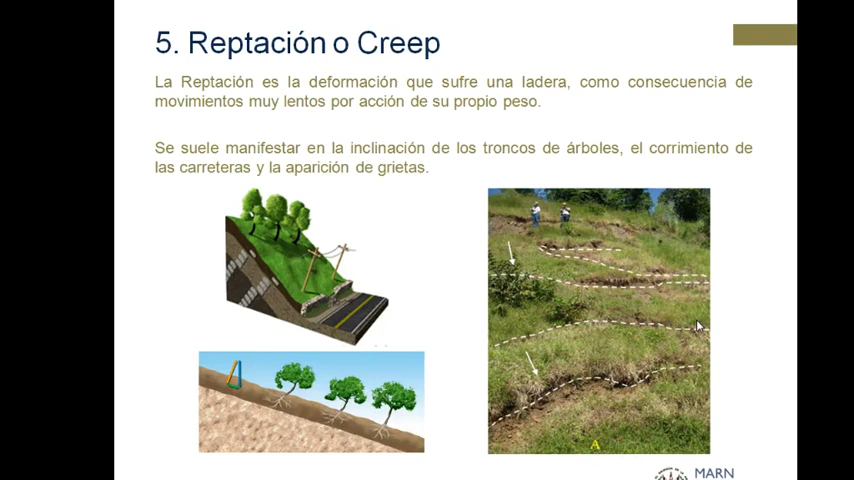 5. Reptación o Creep
La Reptación es la deformación que sufre una ladera, como consecuencia de
movimientos muy lentos por acción de su propio peso.
Se suele manifestar en la inclinación de los troncos de árboles, el corrimiento de
las carreteras y la aparición de grietas.
A
MARN